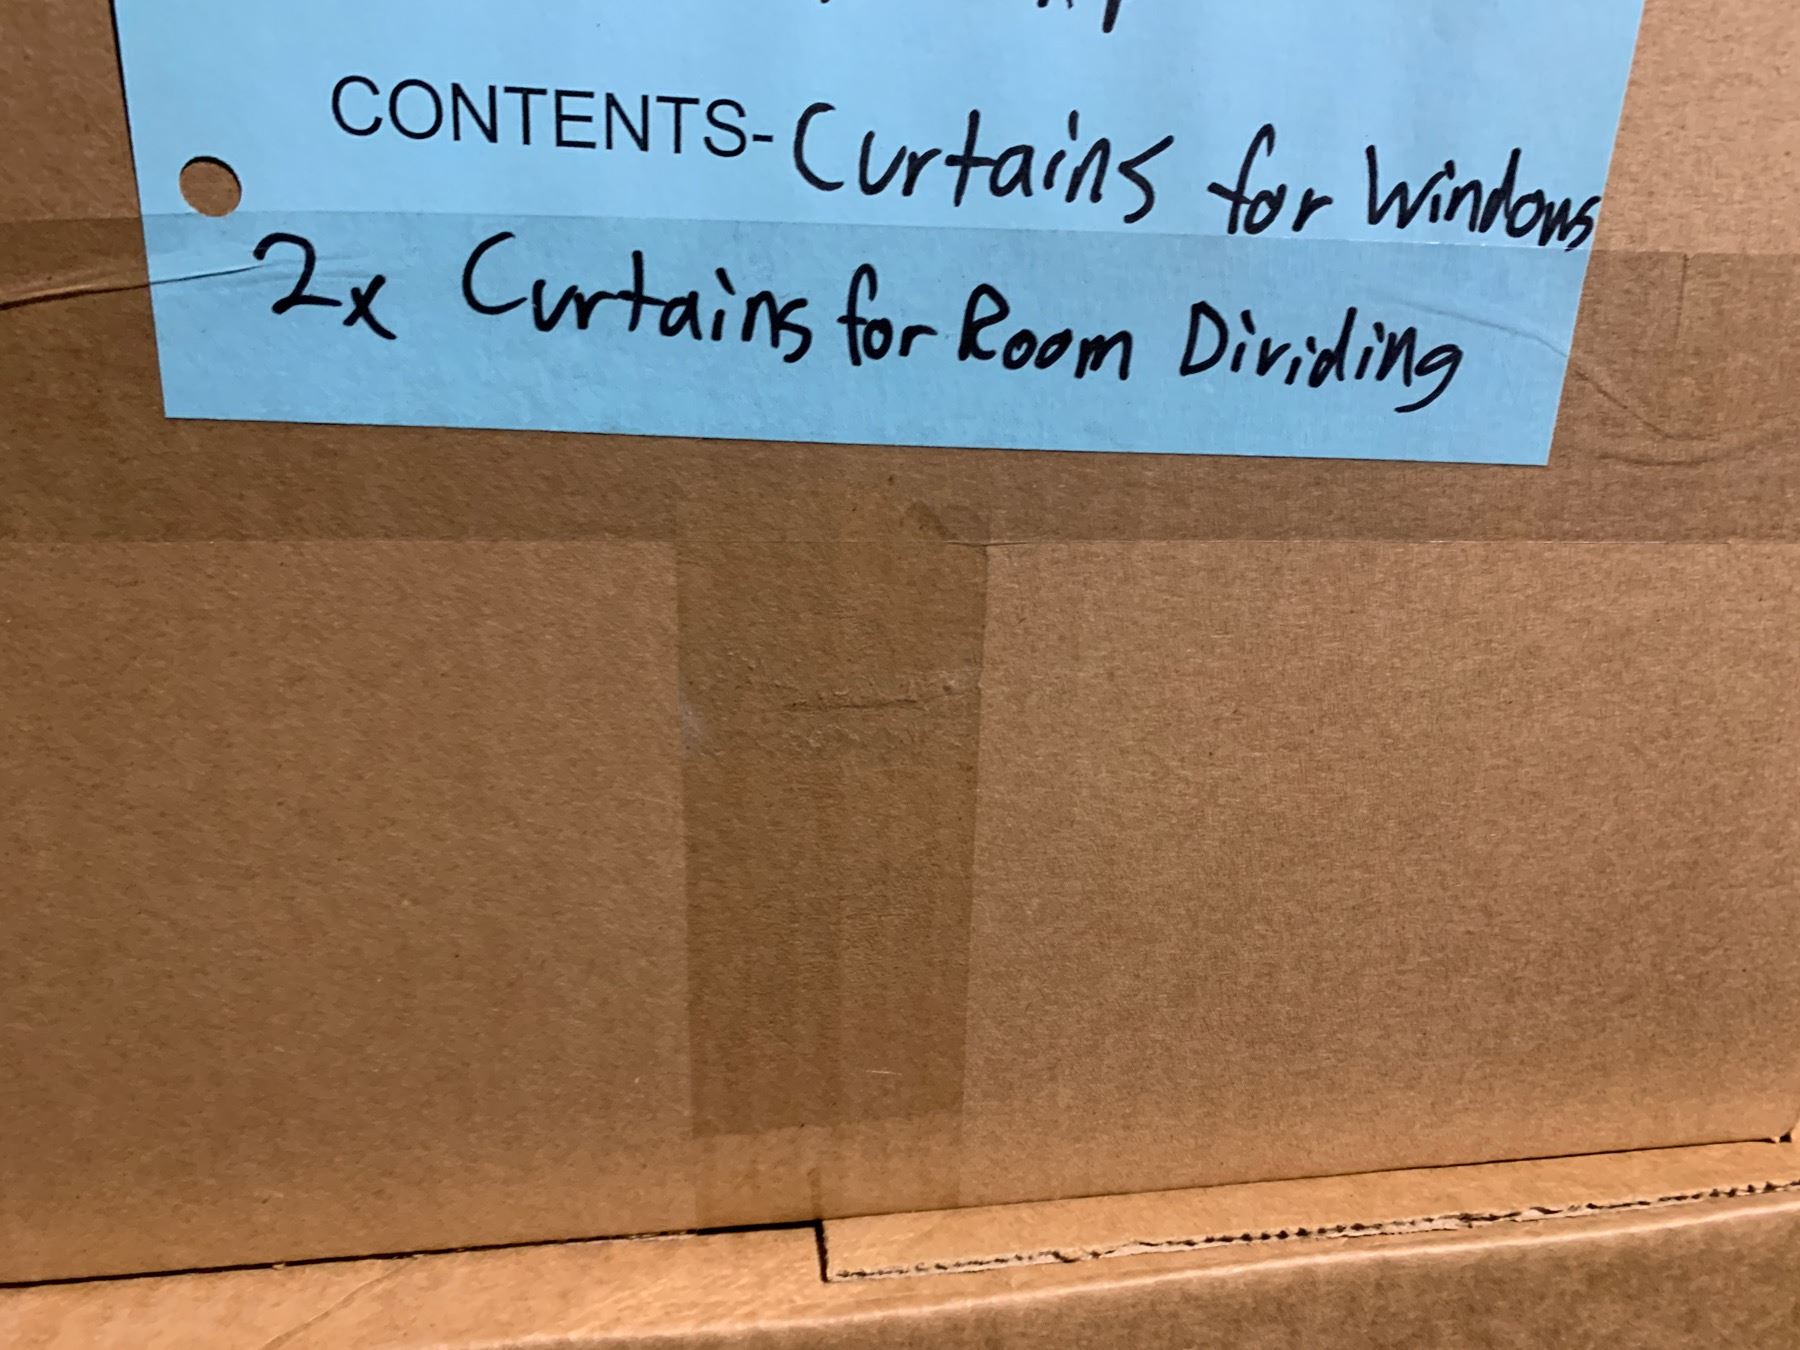 CONTENTS- Curtains for Windows
2x Curtains for Room Dividing